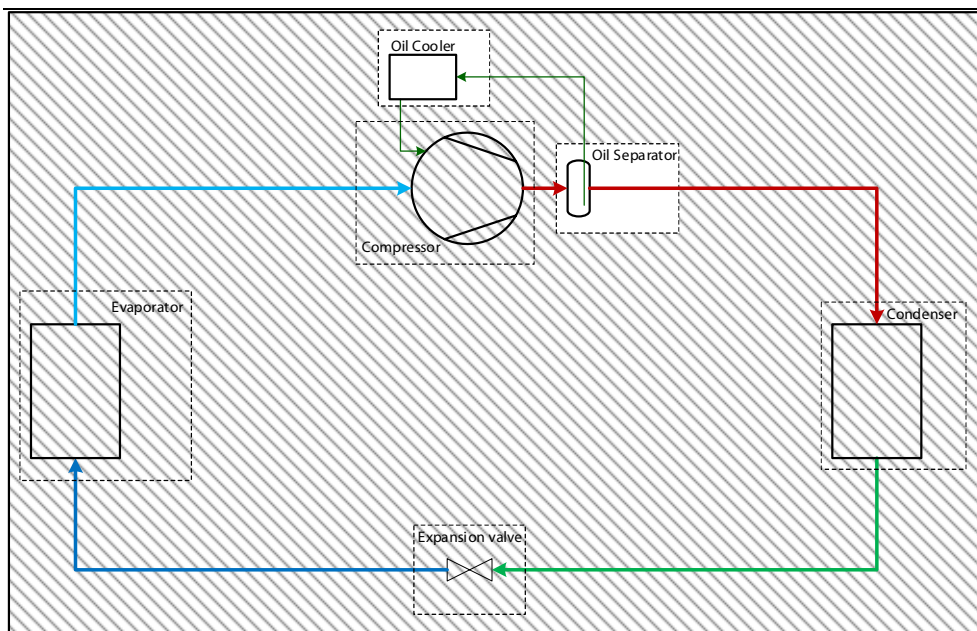 Oil Cooler
Oil Separator
Compressor
Evaporator
Condenser
Expansion valve